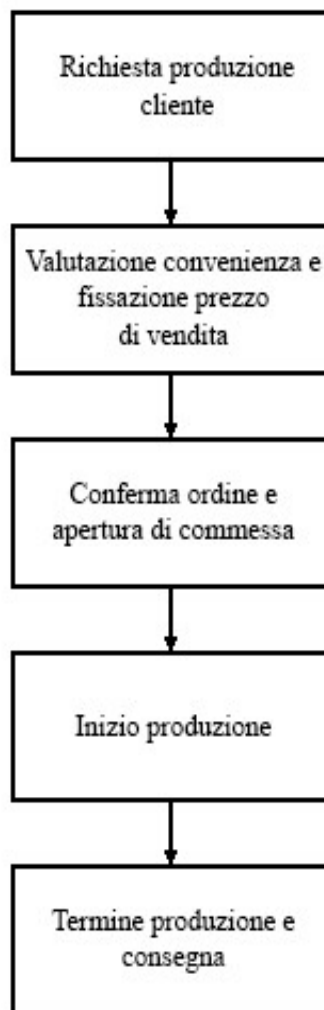 Richiesta produzione
cliente
Valutazione convenienza e
fissazione prezzo
di vendita
Conferma ordine e
apertura di commessa
Inizio produzione
Termine produzione e
consegna